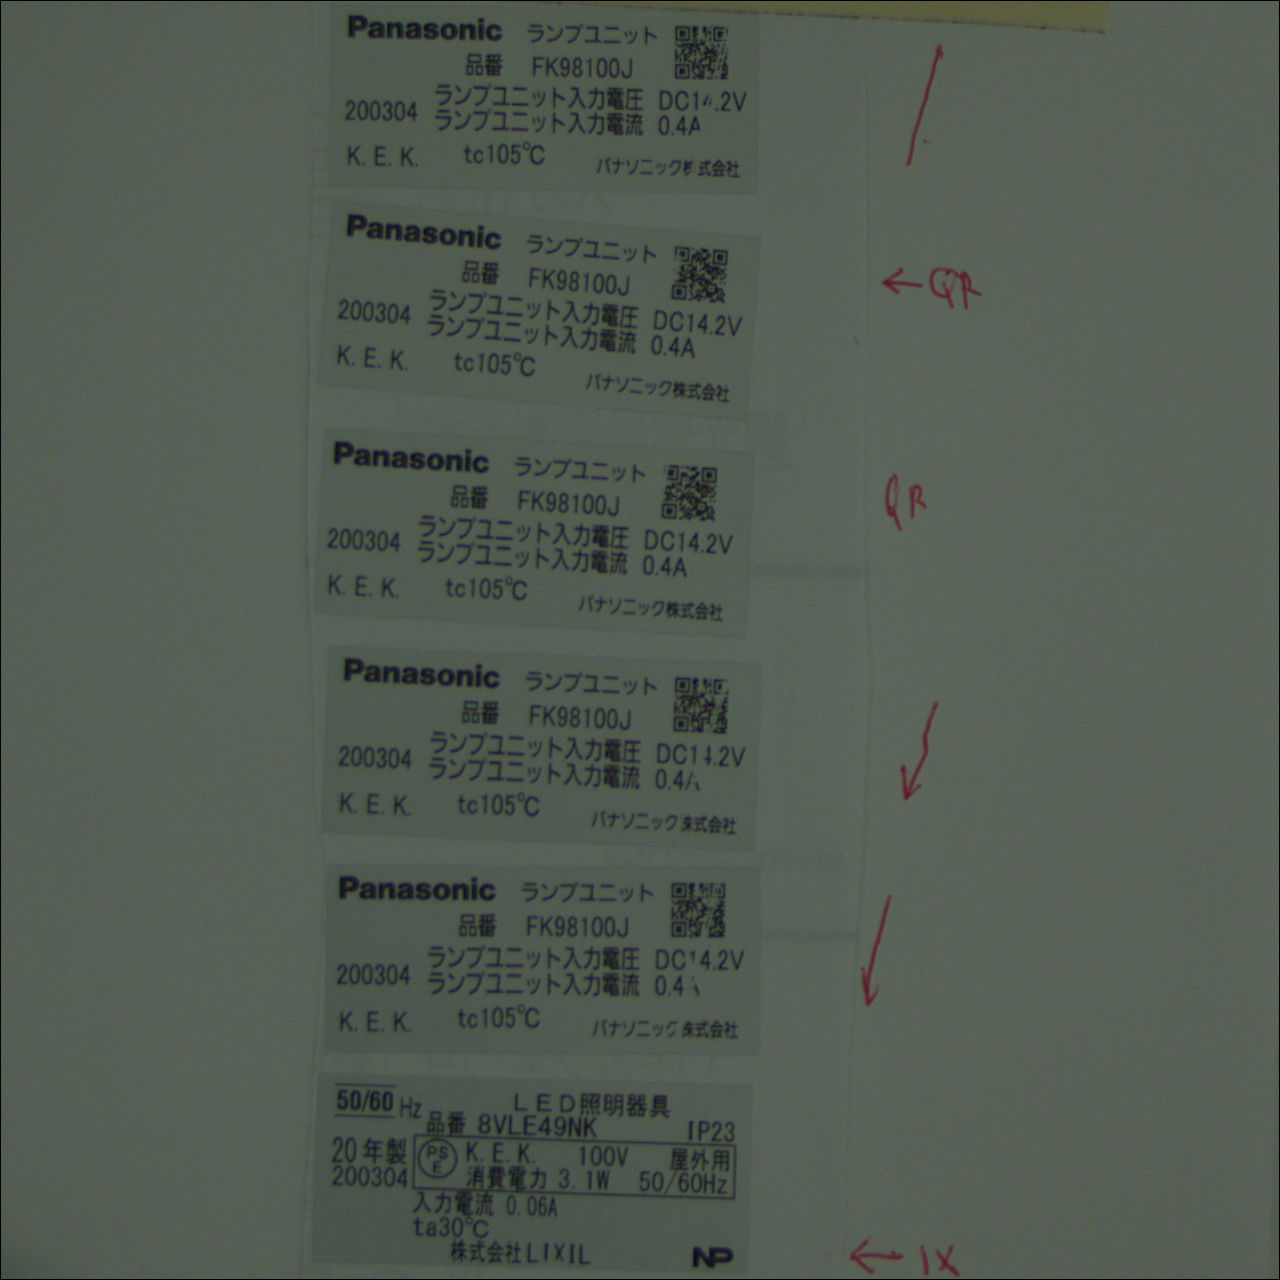 Panasonic ランプユニット
品番 FK98100J
ランプユニット入力電圧 DC14.2V
200304 ランプユニット入力電流 0.4A
K. E. K. tc105℃ パナソニック株式会社
Panasonic ランプユニット
品番 FK98100J
ランプユニット入力電圧 DC14.2V
200304 ランプユニット入力電流 0.4A
K. E. K. tc105℃ パナソニック株式会社
←QR
Panasonic ランプユニット
品番 FK98100J
ランプユニット入力電圧 DC14.2V
200304 ランプユニット入力電流 0.4A
K. E. K. tc105℃ パナソニック株式会社
QR
Panasonic ランプユニット
品番 FK98100J
ランプユニット入力電圧 DC14.2V
200304 ランプユニット入力電流 0.4A
K. E. K. tc105℃ パナソニック株式会社
Panasonic ランプユニット
品番 FK98100J
ランプユニット入力電圧 DC14.2V
200304 ランプユニット入力電流 0.4A
K. E. K. tc105℃ パナソニック株式会社
50/60 Hz LED照明器具
品番 8VLE49NK IP23
20年製 PSE K. E. K. 100V 屋外用
200304 消費電力 3.1W 50/60Hz
入力電流 0.06A
ta30℃
株式会社LIXIL NP
←IX